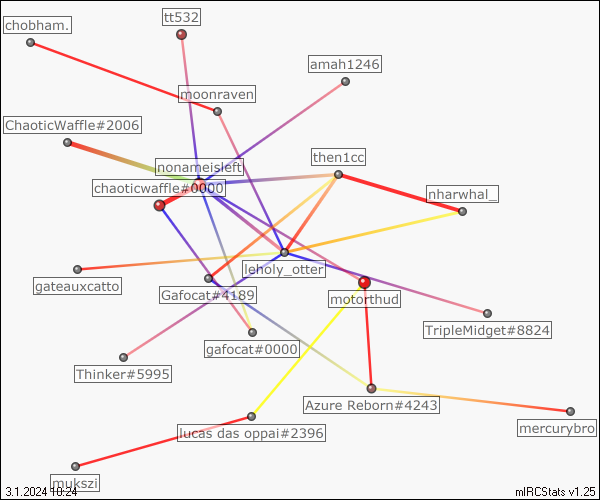 tt532
chobham.
amah1246
moonraven
ChaoticWaffle#2006
then1cc
nonameisleft
chaoticwaffle#0000
nharwhal_
leholy_otter
gateauxcatto
Gafocat#4189
motorthud
TripleMidget#8824
gafocat#0000
Thinker#5995
Azure Reborn#4243
mercurybro
lucas das oppai#2396
mukszi
3.1.2024 10:24
mIRCStats v1.25